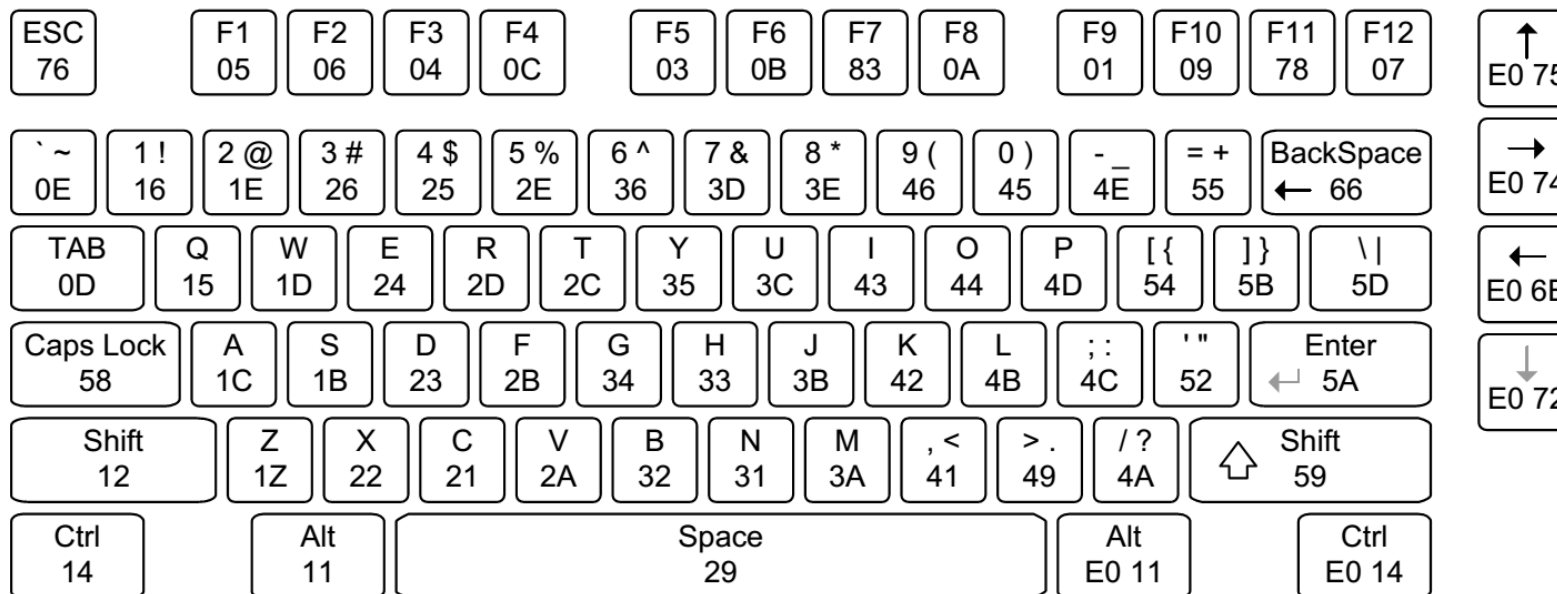 ESC F1 F2 F3 F4 F5 F6 F7 F8 F9 F10 F11 F12 ↑
76 05 06 04 0C 03 0B 83 0A 01 09 78 07 E0 75
` ~ 1 ! 2 @ 3 # 4 $ 5 % 6 ^ 7 & 8 * 9 ( 0 ) - _ = + BackSpace →
0E 16 1E 26 25 2E 36 3D 3E 46 45 4E 55 ← 66 E0 74
TAB Q W E R T Y U I O P [ { ] } \ | ←
0D 15 1D 24 2D 2C 35 3C 43 44 4D 54 5B 5D E0
Caps Lock A S D F G H J K L ; : ' " Enter ↓
58 1C 1B 23 2B 34 33 3B 42 4B 4C 52 ↵ 5A E0 72
Shift Z X C V B N M , < > . / ? Shift
12 1Z 22 21 2A 32 31 3A 41 49 4A ⇧ 59
Ctrl Alt Space Alt Ctrl
14 11 29 E0 11 E0 14